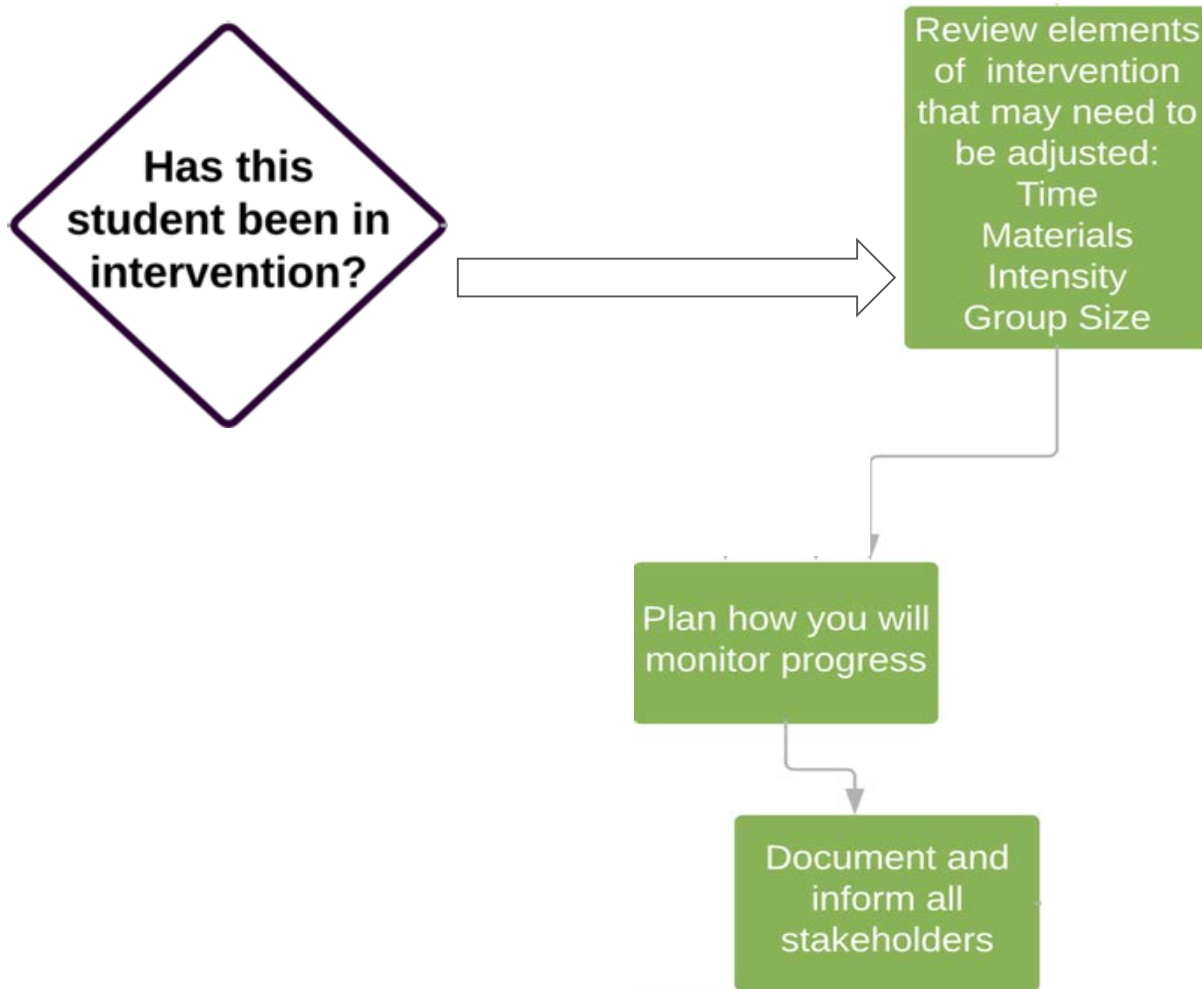 Has this
student been in
intervention?
Review elements
of intervention
that may need to
be adjusted:
Time
Materials
Intensity
Group Size
Plan how you will
monitor progress
Document and
inform all
stakeholders